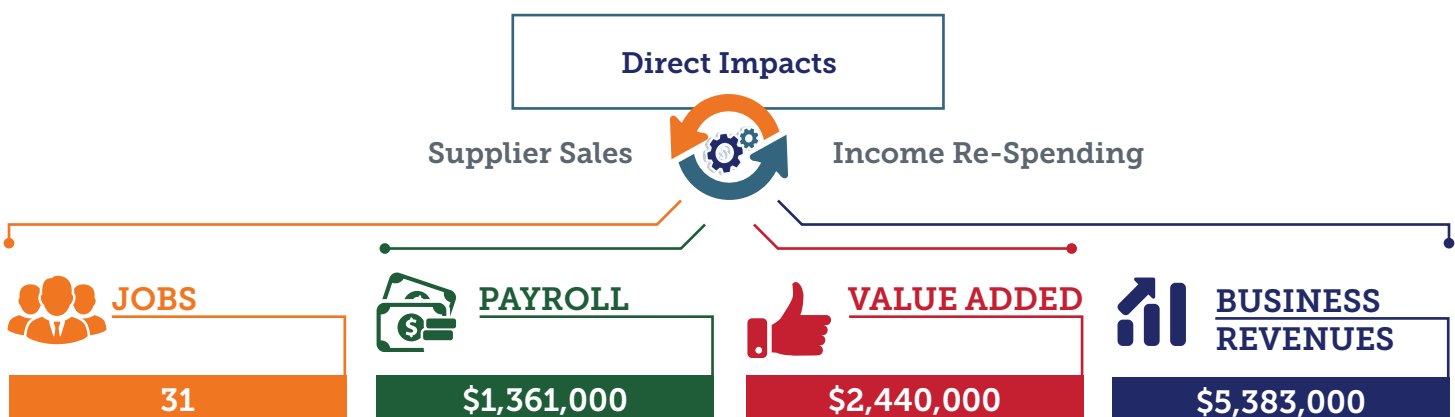 Direct Impacts
Supplier Sales
Income Re-Spending
JOBS
31
PAYROLL
$
$1,361,000
VALUE ADDED
$2,440,000
BUSINESS
REVENUES
$5,383,000